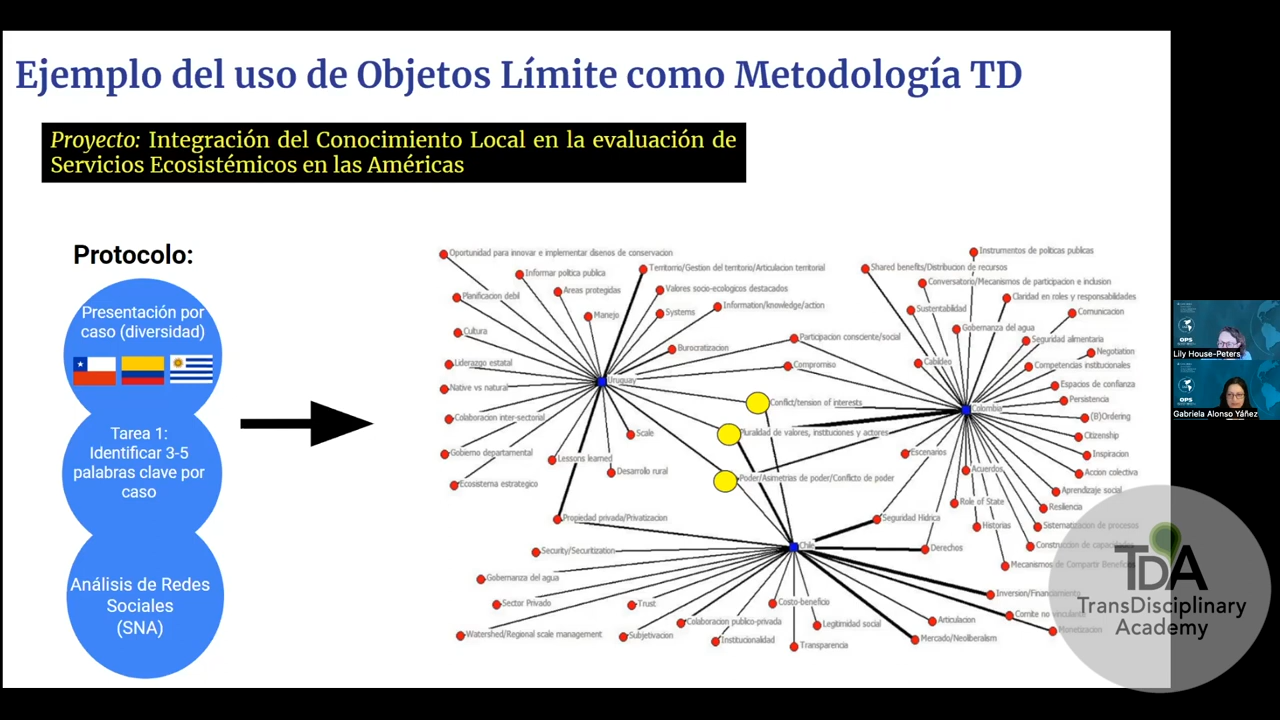 Ejemplo del uso de Objetos Límite como Metodología TD
Proyecto: Integración del Conocimiento Local en la evaluación de
Servicios Ecosistémicos en las Américas
Protocolo:
Presentación por
caso (diversidad)
Tarea 1:
Identificar 3-5
palabras clave por
caso
Análisis de Redes
Sociales
(SNA)
Oportunidad para innovar e implementar disenos de conservacion
Informar politica publica
Territorio/Gestion del territorio/Articulacion territorial
Planificacion debil
Areas protegidas
Valores socio-ecologicos destacados
Manejo
Systems
Information/knowledge/action
Cultura
Burocratizacion
Participacion consciente/social
Liderazgo estatal
Compromiso
Native vs natural
Uruguay
Conflict/tension of interests
Colaboracion inter-sectorial
Scale
Pluralidad de valores, instituciones y actores
Gobierno departamental
Lessons learned
Desarrollo rural
Ecosistema estrategico
Poder/Asimetrias de poder/Conflicto de poder
Propiedad privada/Privatizacion
Instrumentos de politicas publicas
Shared benefits/Distribucion de recursos
Conversatorio/Mecanismos de participacion e inclusion
Claridad en roles y responsabilidades
Sustentabilidad
Comunicacion
Gobernanza del agua
Seguridad alimentaria
Negotiation
Cabildeo
Competencias institucionales
Espacios de confianza
Persistencia
Colombia
(B)Ordering
Citizenship
Escenarios
Inspiracion
Acuerdos
Accion colectiva
Aprendizaje social
Role of State
Resiliencia
Seguridad Hidrica
Historias
Sistematizacion de procesos
Chile
Derechos
Construccion de capacidades
Mecanismos de Compartir Beneficios
Security/Securitization
Gobernanza del agua
Inversion/Financiamiento
Sector Privado
Trust
Costo-beneficio
Comite no vinculante
Colaboracion publico-privada
Legitimidad social
Articulacion
Monetizacion
Watershed/Regional scale management
Subjetivacion
Institucionalidad
Transparencia
Mercado/Neoliberalism
TDA
TransDisciplinary
Academy
OPS
Lily House-Peters
OPS
Gabriela Alonso Yáñez